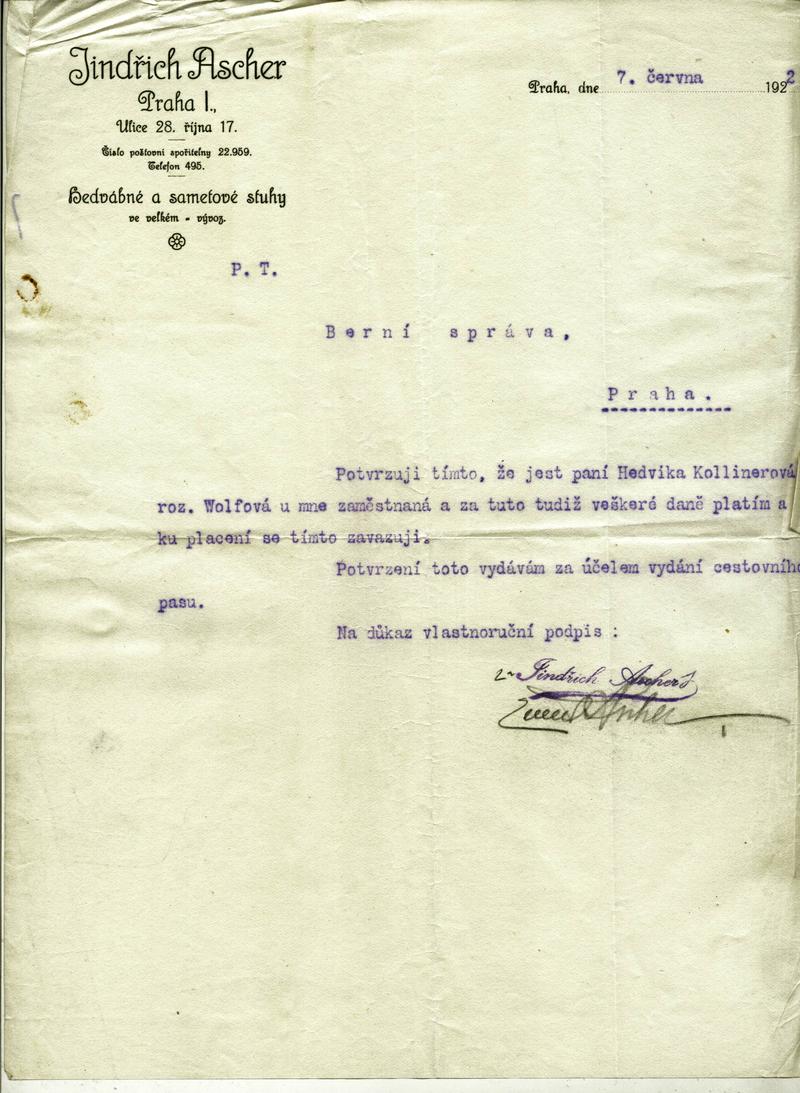 Jindřich Ascher
Praha I.,
Ulice 28. října 17.
Číslo poštovní spořitelny 22.959.
Telefon 495.
Hedvábné a sametové stuhy
ve velkém - vývoz.
Praha, dne 7. června 1922
P. T.
Berní správa,
Praha.
Potvrzuji tímto, že jest paní Hedvika Kollinerová
roz. Wolfová u mne zaměstnaná a za tuto tudiž veškeré daně platím a
ku placení se tímto zavazuji.
Potvrzení toto vydávám za účelem vydání cestovního
pasu.
Na důkaz vlastnoruční podpis :
Jindřich Ascher
Ascher